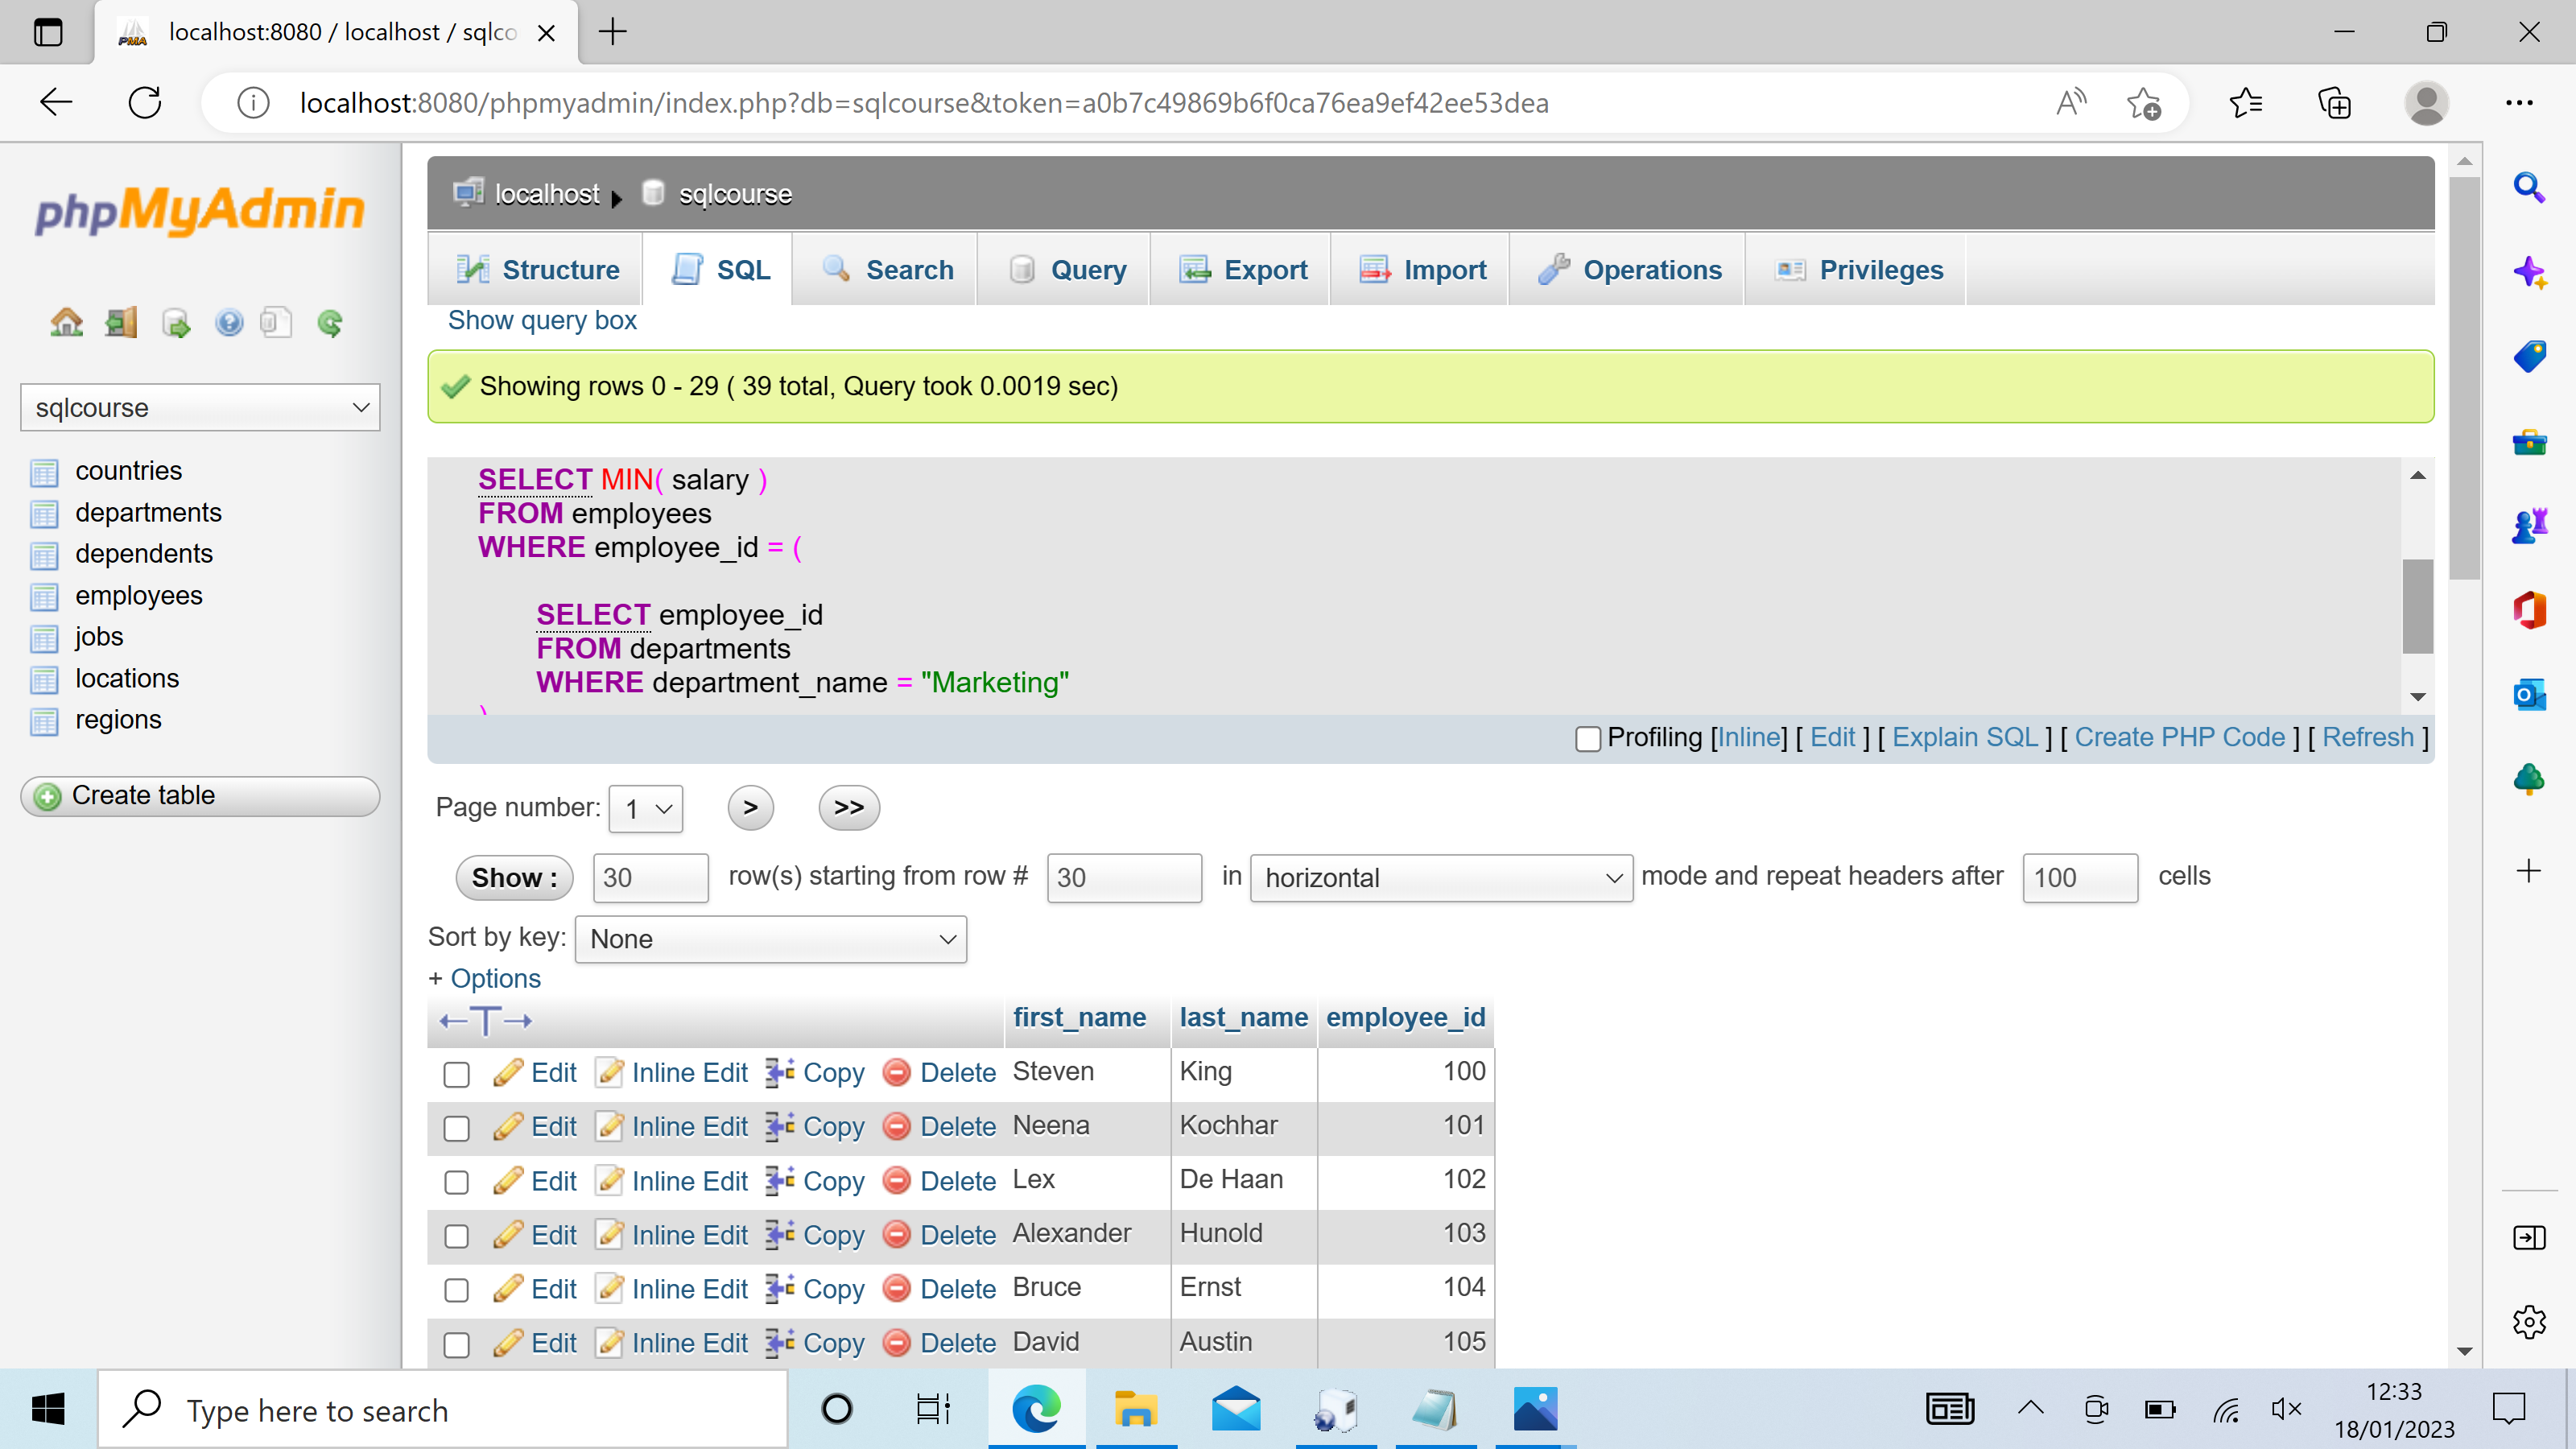 localhost:8080 / localhost / sqlco
localhost:8080/phpmyadmin/index.php?db=sqlcourse&token=a0b7c49869b6f0ca76ea9ef42ee53dea
phpMyAdmin
sqlcourse
countries
departments
dependents
employees
jobs
locations
regions
Create table
localhost sqlcourse
Structure SQL Search Query Export Import Operations Privileges
Show query box
Showing rows 0 - 29 ( 39 total, Query took 0.0019 sec)
SELECT MIN( salary )
FROM employees
WHERE employee_id = (
SELECT employee_id
FROM departments
WHERE department_name = "Marketing"
)
Profiling [Inline] [ Edit ] [ Explain SQL ] [ Create PHP Code ] [ Refresh ]
Page number: 1 > >>
Show : 30 row(s) starting from row # 30 in horizontal mode and repeat headers after 100 cells
Sort by key: None
+ Options
←T→ first_name last_name employee_id
Edit Inline Edit Copy Delete Steven King 100
Edit Inline Edit Copy Delete Neena Kochhar 101
Edit Inline Edit Copy Delete Lex De Haan 102
Edit Inline Edit Copy Delete Alexander Hunold 103
Edit Inline Edit Copy Delete Bruce Ernst 104
Edit Inline Edit Copy Delete David Austin 105
Type here to search
12:33
18/01/2023